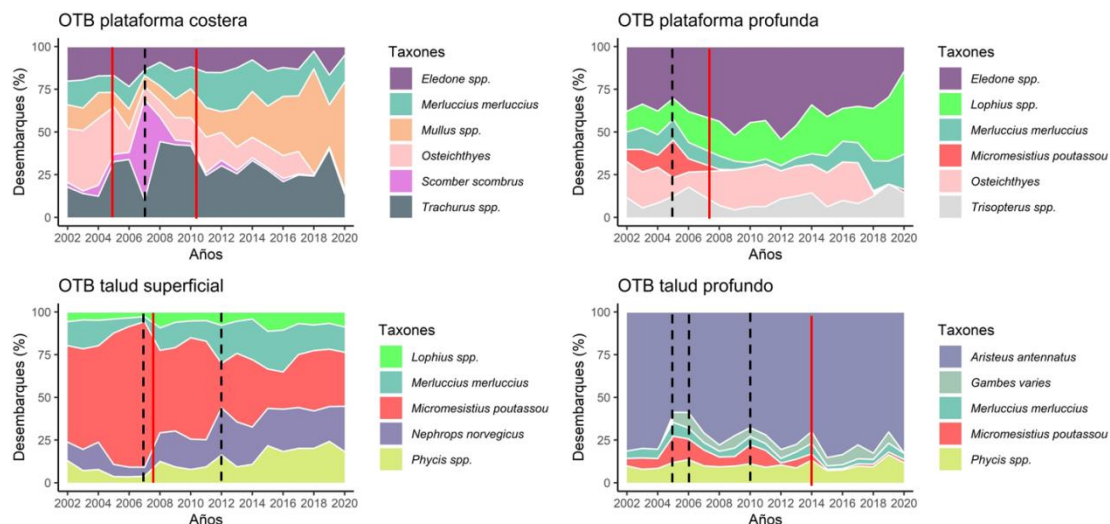 OTB plataforma costera
100
75
50
25
0
Desembarques (%)
2002 2004 2006 2008 2010 2012 2014 2016 2018 2020
Años
Taxones
Eledone spp.
Merluccius merluccius
Mullus spp.
Osteichthyes
Scomber scombrus
Trachurus spp.
OTB plataforma profunda
100
75
50
25
0
Desembarques (%)
2002 2004 2006 2008 2010 2012 2014 2016 2018 2020
Años
Taxones
Eledone spp.
Lophius spp.
Merluccius merluccius
Micromesistius poutassou
Osteichthyes
Trisopterus spp.
OTB talud superficial
100
75
50
25
0
Desembarques (%)
2002 2004 2006 2008 2010 2012 2014 2016 2018 2020
Años
Taxones
Lophius spp.
Merluccius merluccius
Micromesistius poutassou
Nephrops norvegicus
Phycis spp.
OTB talud profundo
100
75
50
25
0
Desembarques (%)
2002 2004 2006 2008 2010 2012 2014 2016 2018 2020
Años
Taxones
Aristeus antennatus
Gambes varies
Merluccius merluccius
Micromesistius poutassou
Phycis spp.